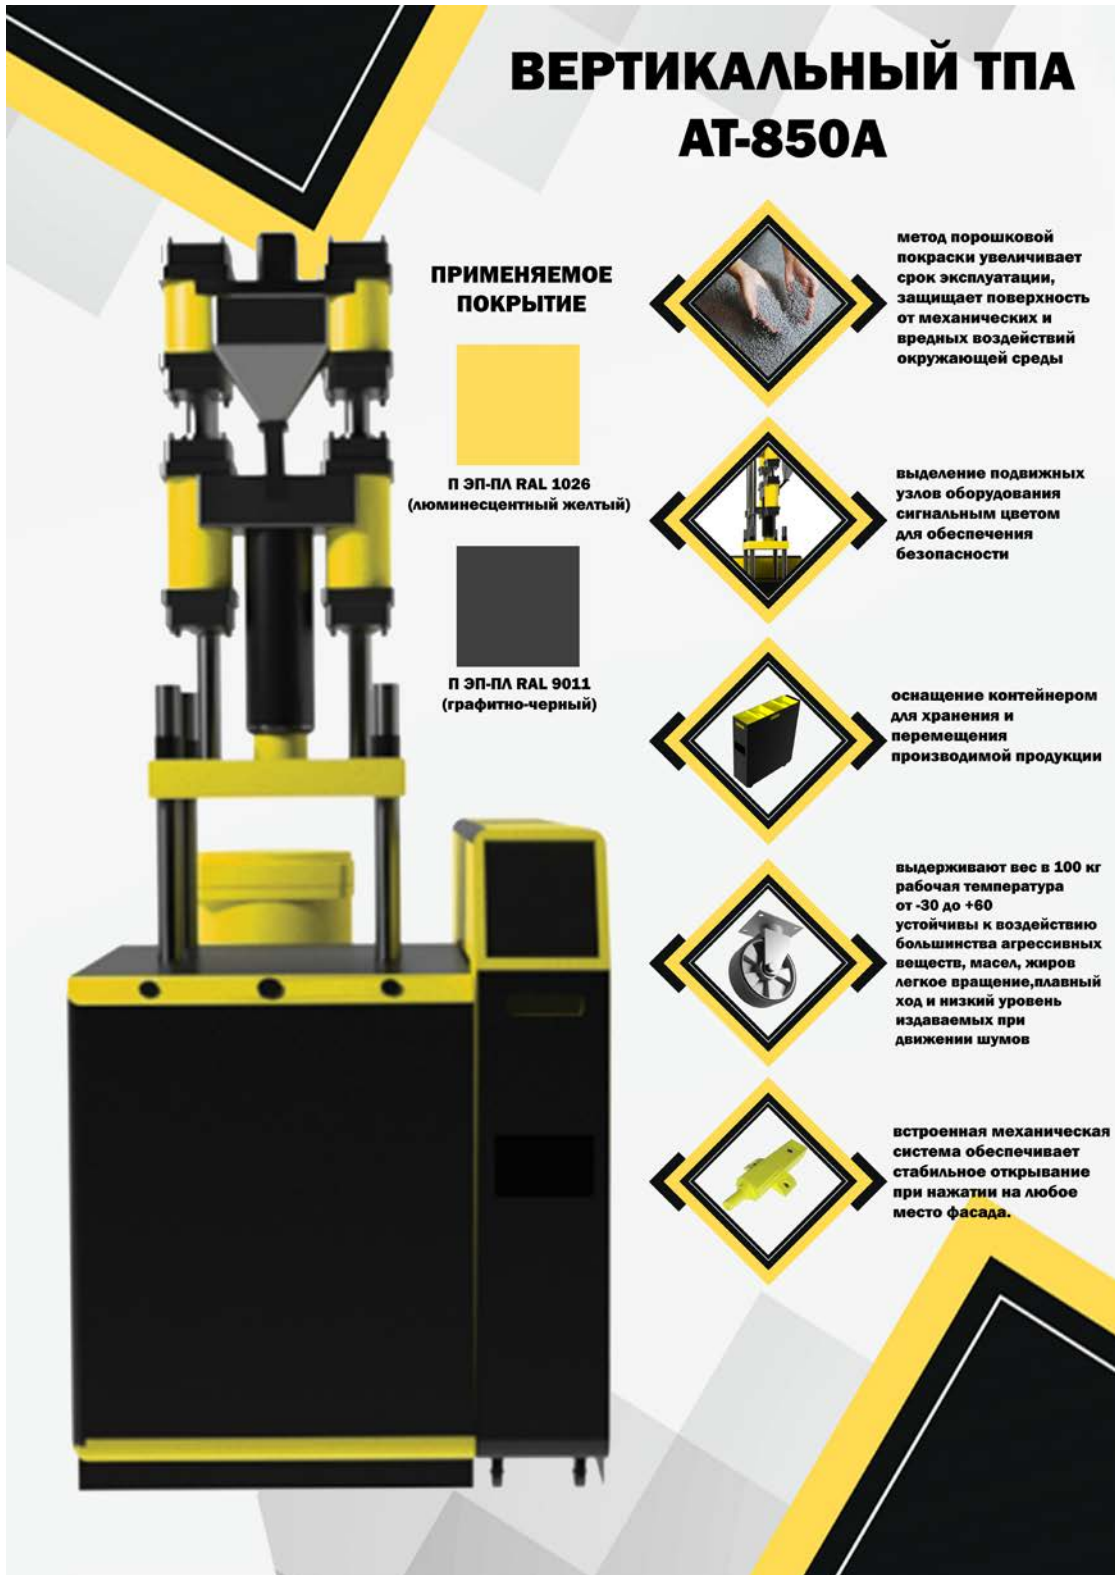 ВЕРТИКАЛЬНЫЙ ТПА
АТ-850А
ПРИМЕНЯЕМОЕ
ПОКРЫТИЕ
П ЭП-ПЛ RAL 1026
(люминесцентный желтый)
П ЭП-ПЛ RAL 9011
(графитно-черный)
метод порошковой
покраски увеличивает
срок эксплуатации,
защищает поверхность
от механических и
вредных воздействий
окружающей среды
выделение подвижных
узлов оборудования
сигнальным цветом
для обеспечения
безопасности
оснащение контейнером
для хранения и
перемещения
производимой продукции
выдерживают вес в 100 кг
рабочая температура
от -30 до +60
устойчивы к воздействию
большинства агрессивных
веществ, масел, жиров
легкое вращение,плавный
ход и низкий уровень
издаваемых при
движении шумов
встроенная механическая
система обеспечивает
стабильное открывание
при нажатии на любое
место фасада.